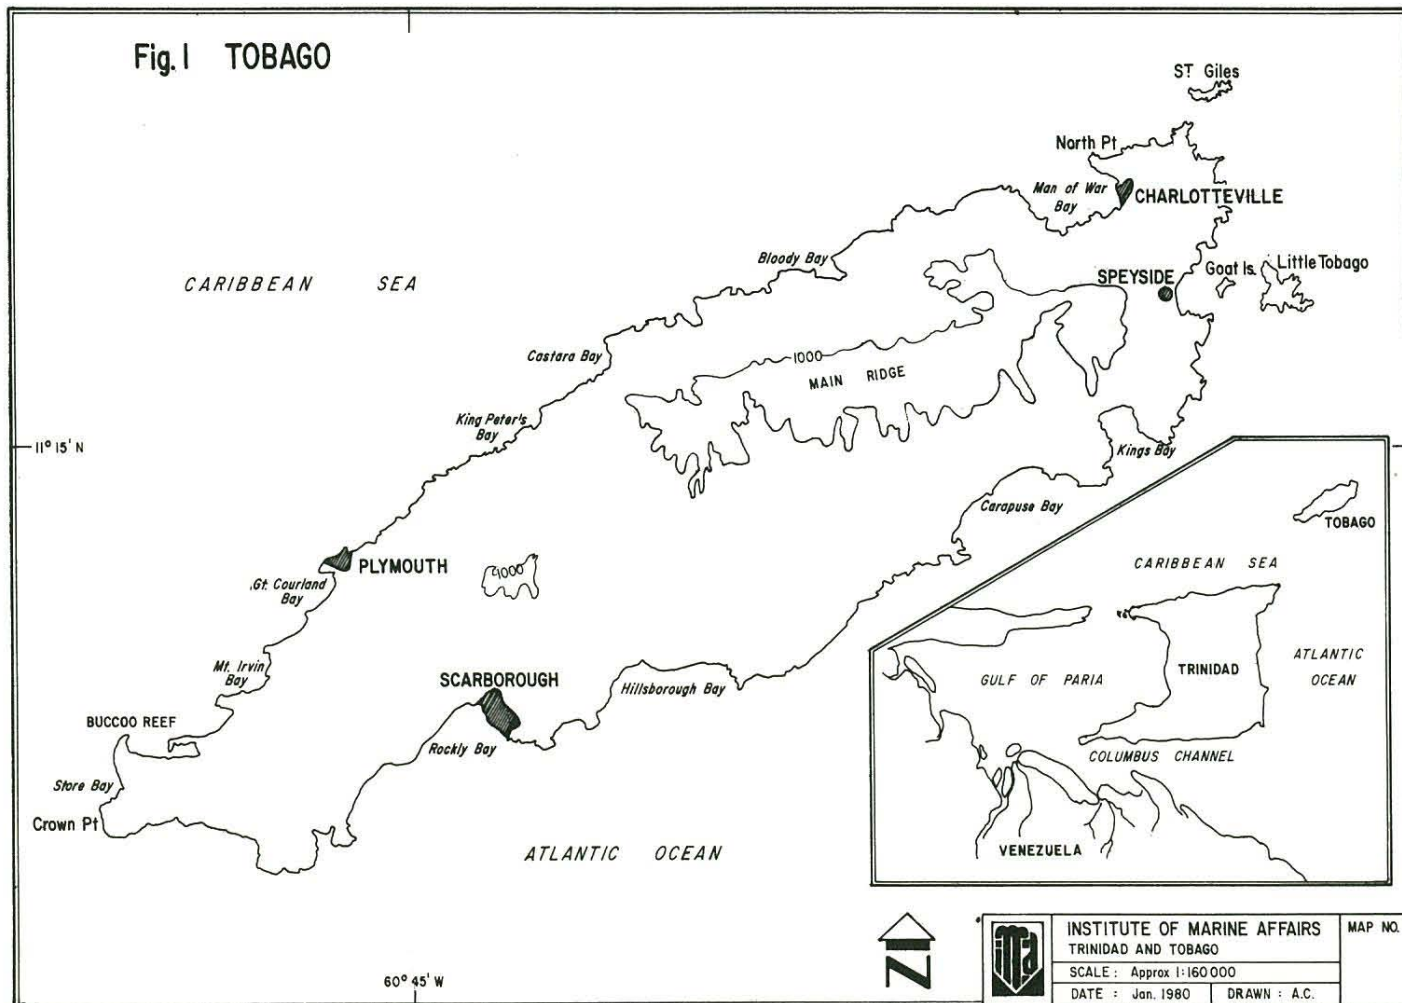 Fig.1 TOBAGO
ST Giles
North Pt
Man of War
Bay
CHARLOTTEVILLE
Bloody Bay
CARIBBEAN SEA
SPEYSIDE
Goat Is.
Little Tobago
Castara Bay
1000
MAIN RIDGE
King Peter's
Bay
11° 15' N
Kings Bay
Carapuse Bay
TOBAGO
PLYMOUTH
1000
Gt. Courland
Bay
CARIBBEAN SEA
Mt. Irvin
Bay
SCARBOROUGH
Hillsborough Bay
GULF OF PARIA
TRINIDAD
ATLANTIC
OCEAN
BUCCOO REEF
Rockly Bay
COLUMBUS CHANNEL
Store Bay
Crown Pt
ATLANTIC OCEAN
VENEZUELA
N
ima
INSTITUTE OF MARINE AFFAIRS
TRINIDAD AND TOBAGO
MAP NO.
SCALE : Approx 1:160 000
DATE : Jan. 1980
DRAWN : A.C.
60° 45' W